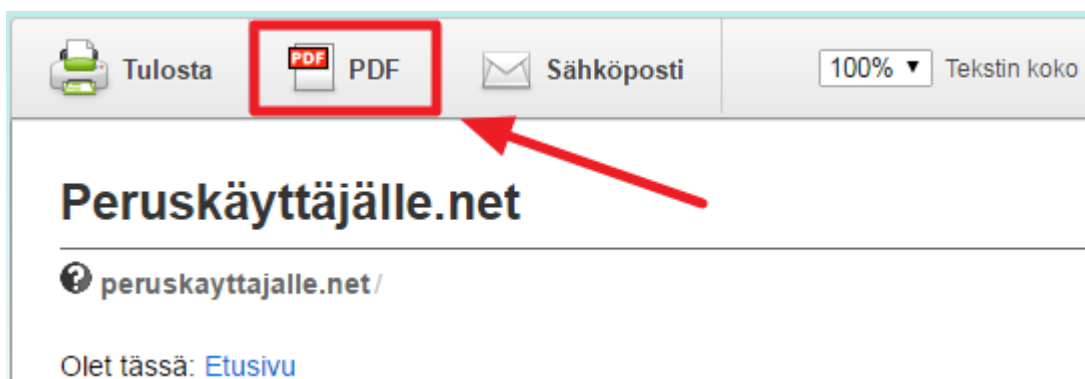 Tulosta PDF PDF Sähköposti 100% ▼ Tekstin koko
Peruskäyttäjälle.net
peruskayttajalle.net/
Olet tässä: Etusivu